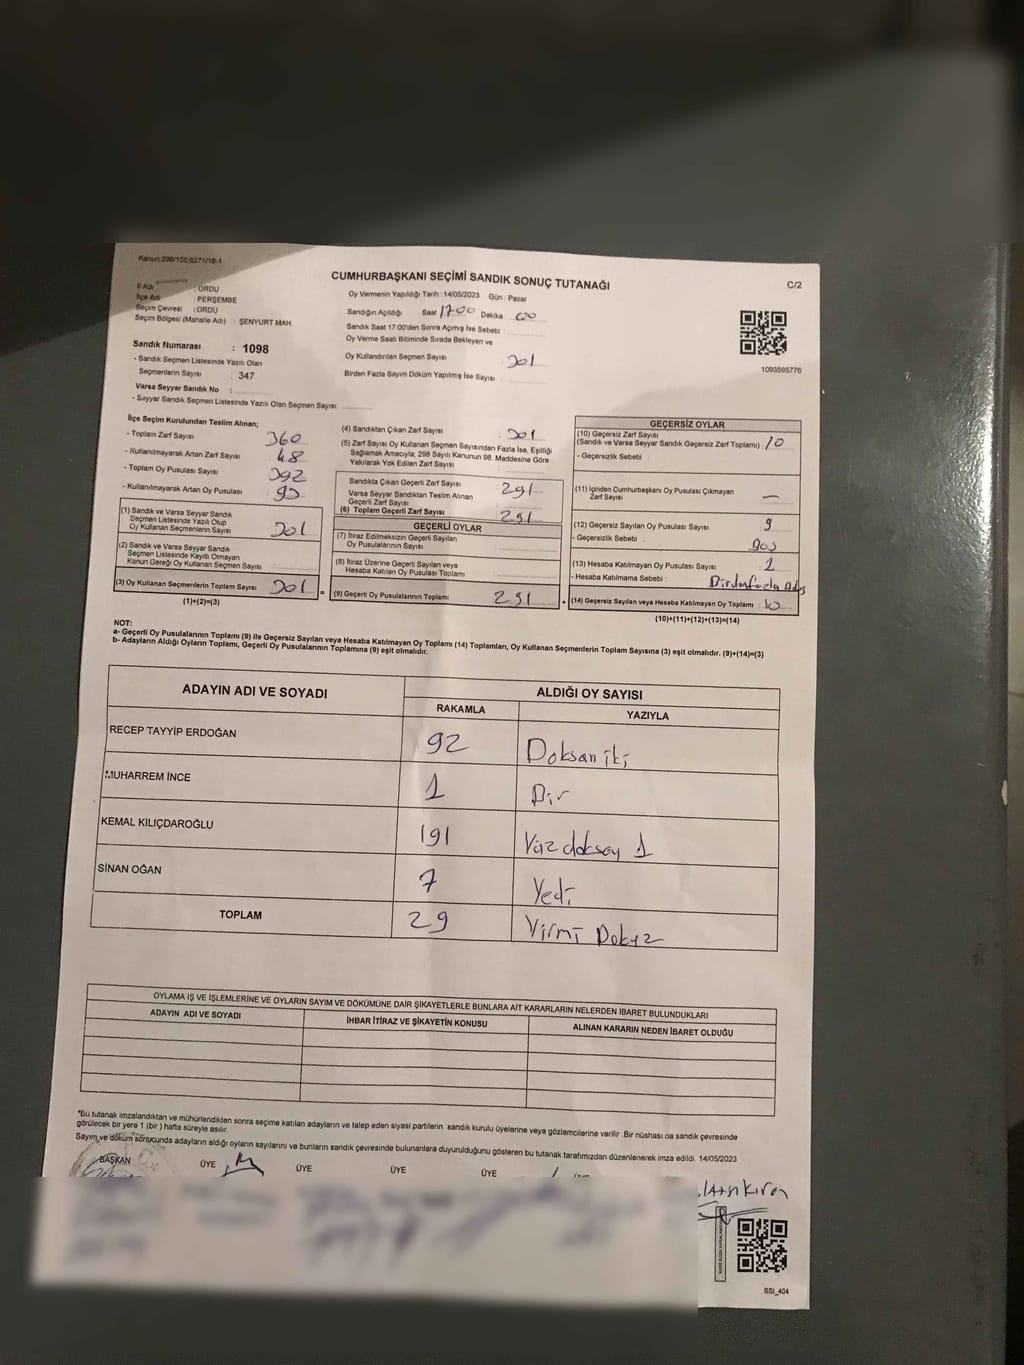 Kanun:298/105;6271/18-1
CUMHURBAŞKANI SEÇİMİ SANDIK SONUÇ TUTANAĞI
C/2
İl Adı : ORDU
İlçe Adı : PERŞEMBE
Seçim Çevresi : ORDU
Seçim Bölgesi (Mahalle Adı) : ŞENYURT MAH
Sandık Numarası : 1098
- Sandık Seçmen Listesinde Yazılı Olan
Seçmenlerin Sayısı : 347
Varsa Seyyar Sandık No :
- Seyyar Sandık Seçmen Listesinde Yazılı Olan Seçmen Sayısı
Oy Vermenin Yapıldığı Tarih : 14/05/2023 Gün : Pazar
Sandığın Açıldığı Saat 1700 Dakika 00
Sandık Saat 17:00'den Sonra Açılmış İse Sebebi
Oy Verme Saati Bitiminde Sırada Bekleyen ve
Oy Kullandırılan Seçmen Sayısı 301
Birden Fazla Sayım Döküm Yapılmış İse Sayısı
1093595776
İlçe Seçim Kurulundan Teslim Alınan;
- Toplam Zarf Sayısı 360
- Kullanılmayarak Artan Zarf Sayısı 48
- Toplam Oy Pusulası Sayısı 392
- Kullanılmayarak Artan Oy Pusulası
(1) Sandık ve Varsa Seyyar Sandık
Seçmen Listesinde Yazılı Olup
Oy Kullanan Seçmenlerin Sayısı 301
(2) Sandık ve Varsa Seyyar Sandık
Seçmen Listesinde Kayıtlı Olmayan
Kanun Gereği Oy Kullanan Seçmen Sayısı
(3) Oy Kullanan Seçmenlerin Toplam Sayısı 301 =
(1)+(2)=(3)
(4) Sandıktan Çıkan Zarf Sayısı 301
(5) Zarf Sayısı Oy Kullanan Seçmen Sayısından Fazla İse, Eşitliği
Sağlamak Amacıyla; 298 Sayılı Kanunun 98. Maddesine Göre
Yakılarak Yok Edilen Zarf Sayısı
Sandıkta Çıkan Geçerli Zarf Sayısı 291
Varsa Seyyar Sandıktan Teslim Alınan
Geçerli Zarf Sayısı
(6) Toplam Geçerli Zarf Sayısı 291
GEÇERLİ OYLAR
(7) İtiraz Edilmeksizin Geçerli Sayılan
Oy Pusulalarının Sayısı
(8) İtiraz Üzerine Geçerli Sayılan veya
Hesaba Katılan Oy Pusulası Toplamı
(9) Geçerli Oy Pusulalarının Toplamı 291 +
GEÇERSİZ OYLAR
(10) Geçersiz Zarf Sayısı
(Sandık ve Varsa Seyyar Sandık Geçersiz Zarf Toplamı) : 10
- Geçersizlik Sebebi
(11) İçinden Cumhurbaşkanı Oy Pusulası Çıkmayan
Zarf Sayısı —
(12) Geçersiz Sayılan Oy Pusulası Sayısı 9
- Geçersizlik Sebebi : Boş
(13) Hesaba Katılmayan Oy Pusulası Sayısı 1
- Hesaba Katılmama Sebebi : Birdenfazla
(14) Geçersiz Sayılan veya Hesaba Katılmayan Oy Toplamı : 10
(10)+(11)+(12)+(13)=(14)
NOT:
a- Geçerli Oy Pusulalarının Toplamı (9) ile Geçersiz Sayılan veya Hesaba Katılmayan Oy Toplamı (14) Toplamları, Oy Kullanan Seçmenlerin Toplam Sayısına (3) eşit olmalıdır. (9)+(14)=(3)
b- Adayların Aldığı Oyların Toplamı, Geçerli Oy Pusulalarının Toplamına (9) eşit olmalıdır.
ADAYIN ADI VE SOYADI
ALDIĞI OY SAYISI
RAKAMLA YAZIYLA
RECEP TAYYİP ERDOĞAN 92 Doksan iki
MUHARREM İNCE 1 Bir
KEMAL KILIÇDAROĞLU 191 Yüz doksay 1
SİNAN OĞAN 7 Yedi
TOPLAM 29 Yirmi Dokuz
OYLAMA İŞ VE İŞLEMLERİNE VE OYLARIN SAYIM VE DÖKÜMÜNE DAİR ŞİKAYETLERLE BUNLARA AİT KARARLARIN NELERDEN İBARET BULUNDUKLARI
ADAYIN ADI VE SOYADI İHBAR İTİRAZ VE ŞİKAYETİN KONUSU ALINAN KARARIN NEDEN İBARET OLDUĞU
"Bu tutanak imzalandıktan ve mühürlendikten sonra seçime katılan adayların ve talep eden siyasi partilerin sandık kurulu üyelerine veya gözlemcilerine verilir .Bir nüshası da sandık çevresinde
görülecek bir yere 1 (bir ) hafta süreyle asılır.
Sayım ve döküm sonucunda adayların aldığı oyların sayılarını ve bunların sandık çevresinde bulunanlara duyurulduğunu gösteren bu tutanak tarafımızdan düzenlenerek imza edildi. 14/05/2023
BAŞKAN ÜYE ÜYE ÜYE ÜYE
SSI_404